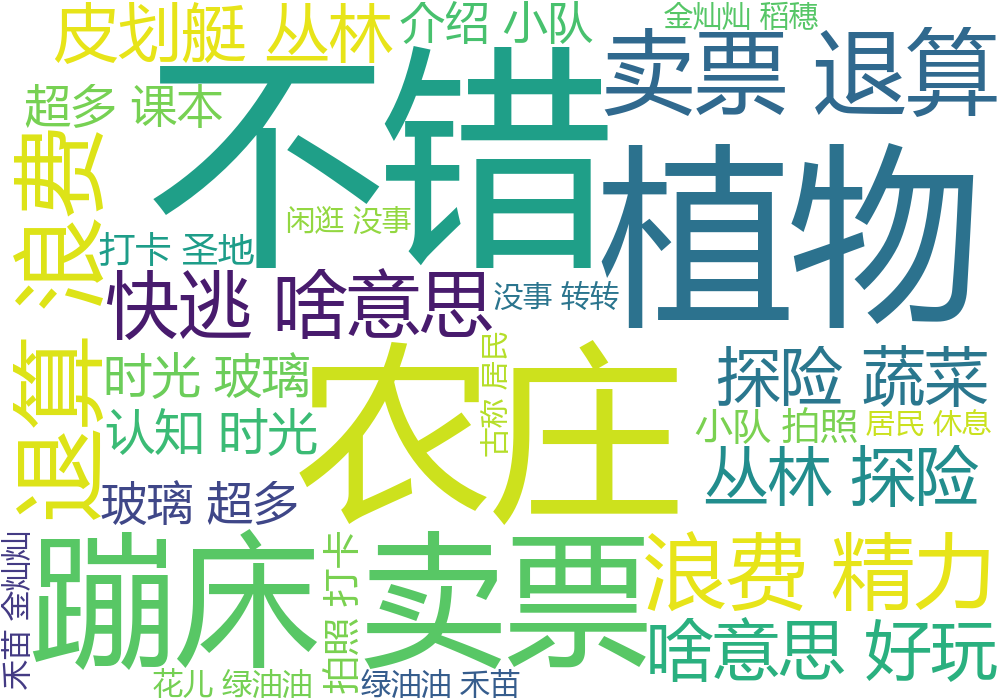 皮划艇 丛林
介绍 小队
金灿灿 稻穗
卖票 退算
超多 课本
不错
植物
闲逛 没事
打卡 圣地
退算 浪费
快逃 啥意思
没事 转转
古称 居民
时光 玻璃
农庄
探险 蔬菜
认知 时光
小队 拍照
居民 休息
丛林 探险
玻璃 超多
禾苗 金灿灿
蹦床 卖票
拍照 打卡
浪费 精力
啥意思 好玩
花儿 绿油油
绿油油 禾苗